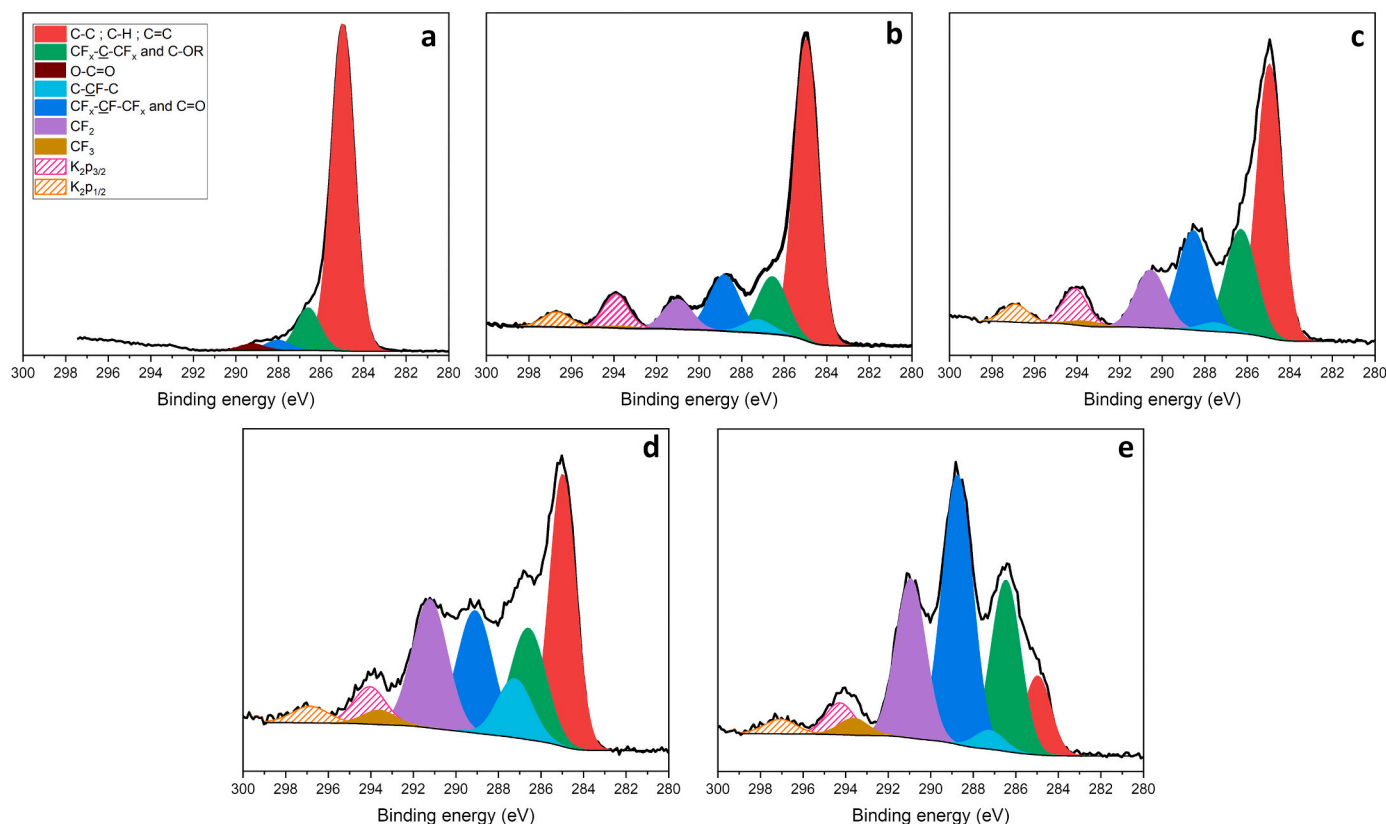 a
C-C ; C-H ; C=C
CFx-C-CFx and C-OR
O-C=O
C-CF-C
CFx-CF-CFx and C=O
CF2
CF3
K2p3/2
K2p1/2
300 298 296 294 292 290 288 286 284 282 280
Binding energy (eV)
b
300 298 296 294 292 290 288 286 284 282 280
Binding energy (eV)
c
300 298 296 294 292 290 288 286 284 282 280
Binding energy (eV)
d
300 298 296 294 292 290 288 286 284 282 280
Binding energy (eV)
e
300 298 296 294 292 290 288 286 284 282 280
Binding energy (eV)